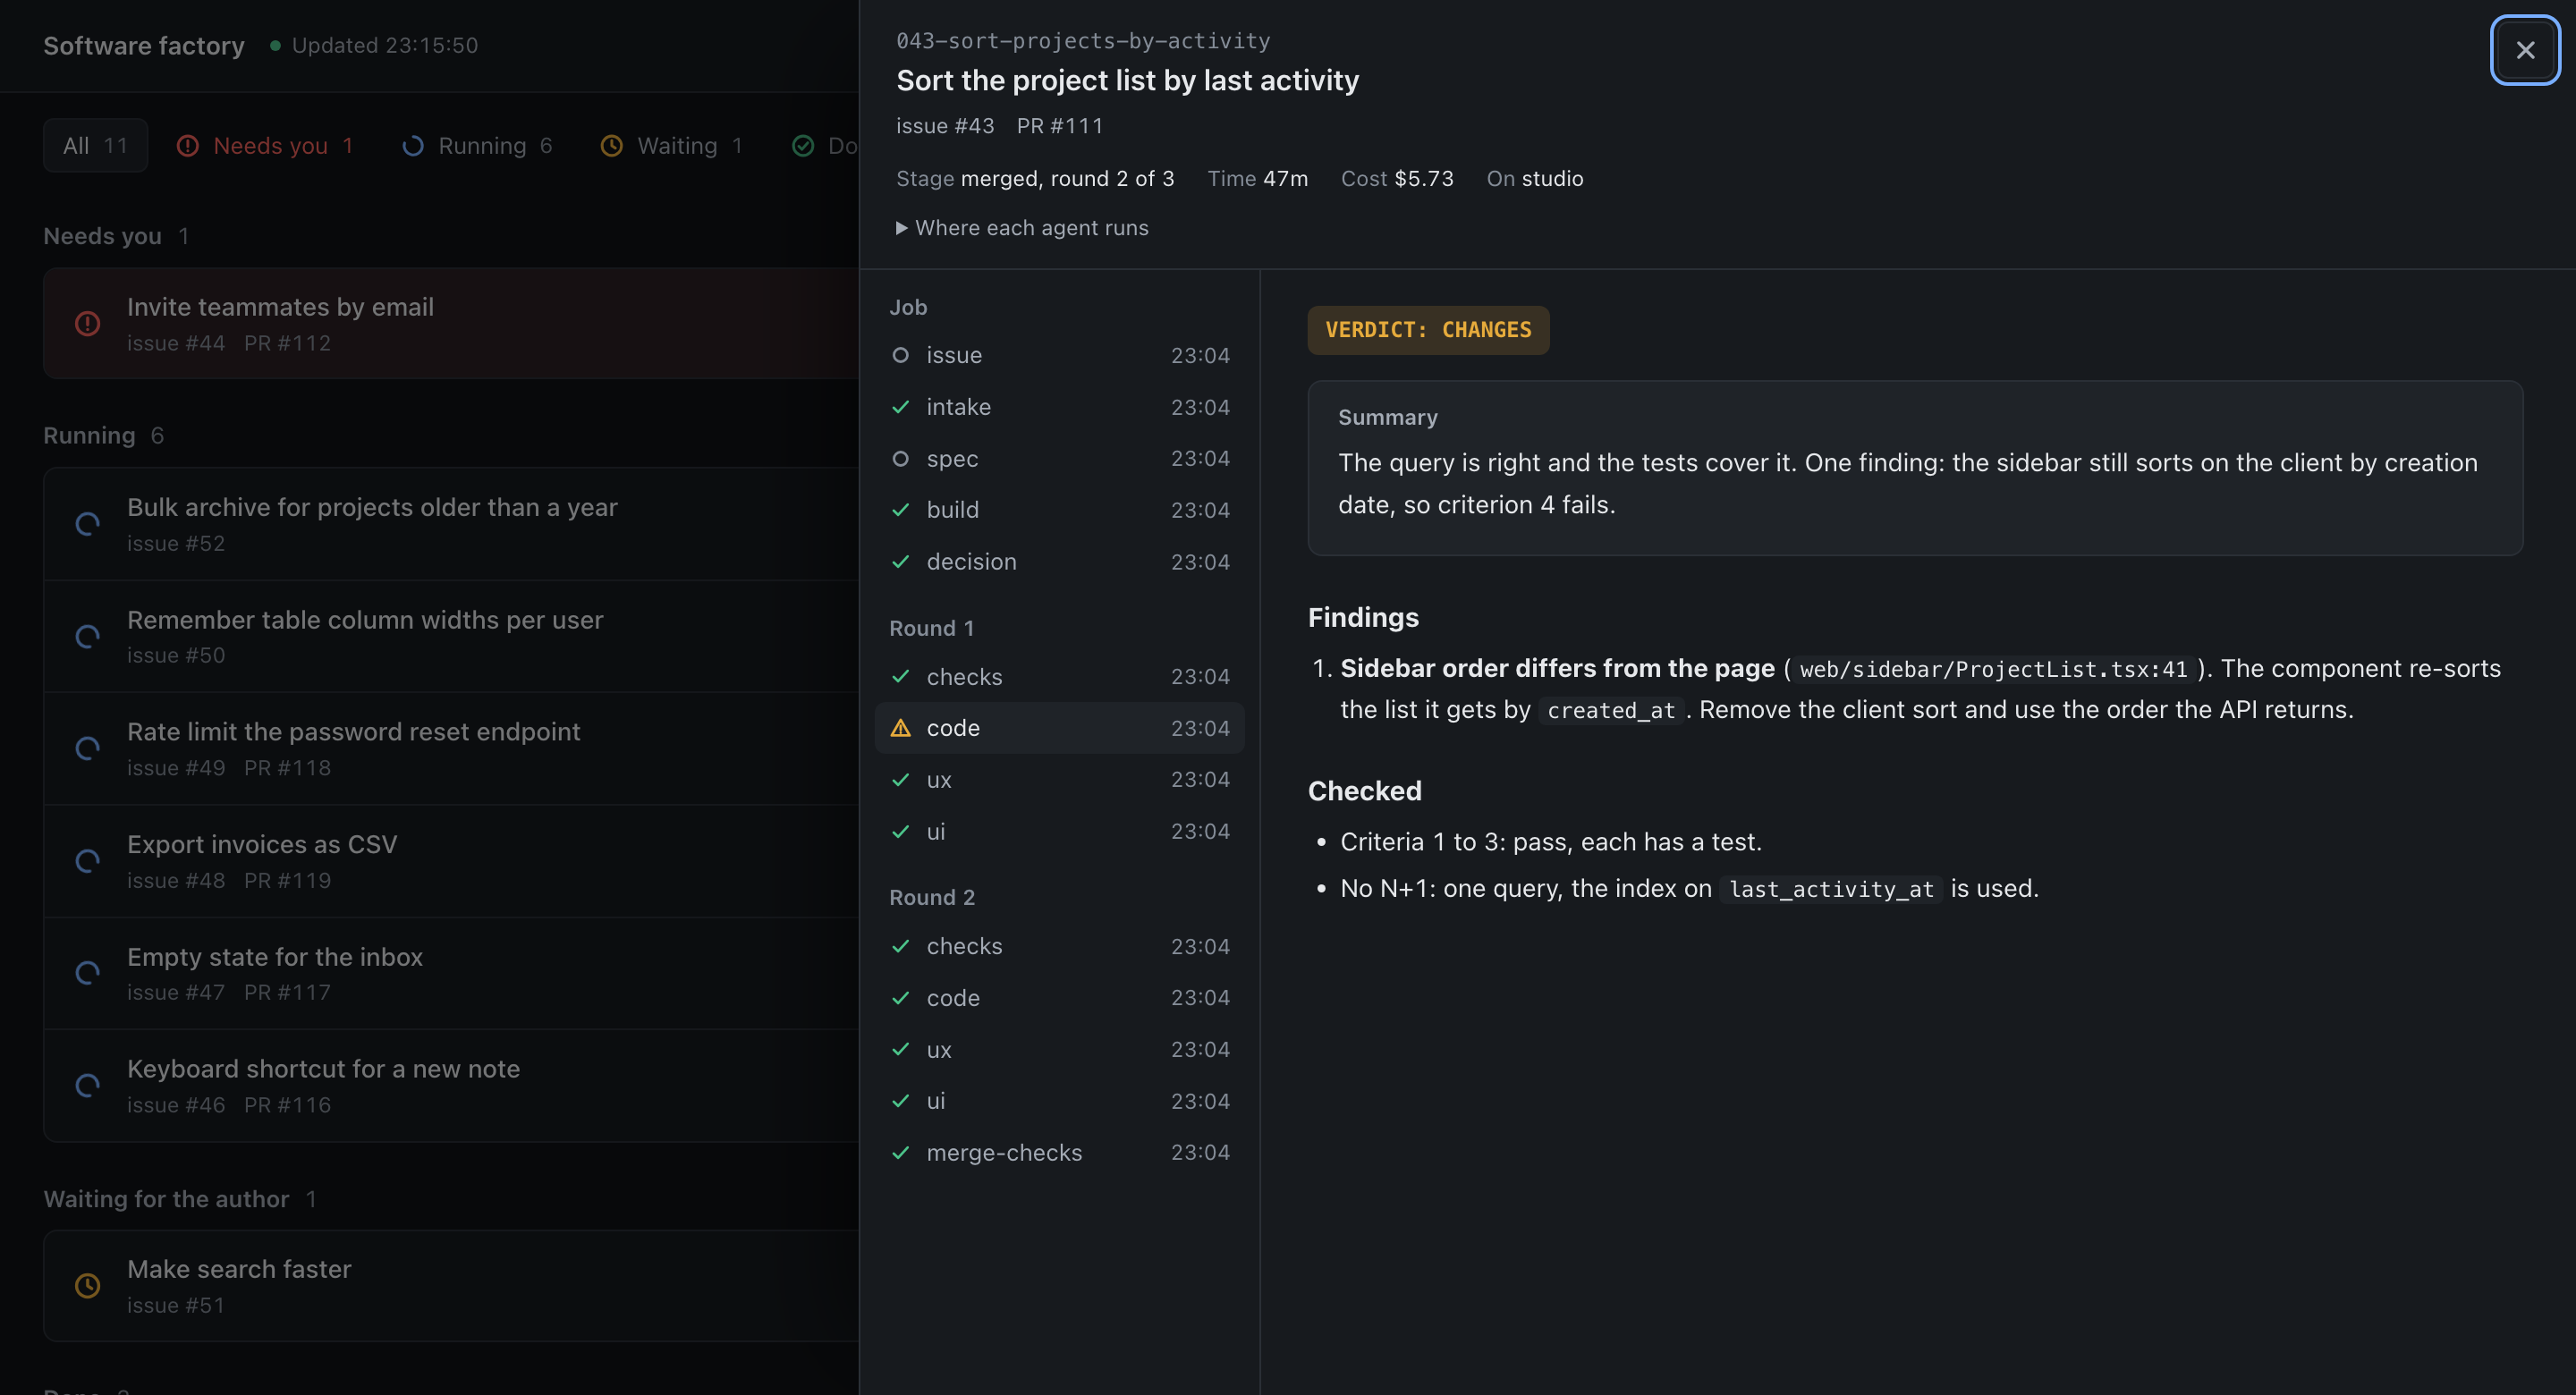 Software factory Updated 23:15:50
All 11 Needs you 1 Running 6 Waiting 1 Do
Needs you 1
Invite teammates by email
issue #44 PR #112
Running 6
Bulk archive for projects older than a year
issue #52
Remember table column widths per user
issue #50
Rate limit the password reset endpoint
issue #49 PR #118
Export invoices as CSV
issue #48 PR #119
Empty state for the inbox
issue #47 PR #117
Keyboard shortcut for a new note
issue #46 PR #116
Waiting for the author 1
Make search faster
issue #51
043-sort-projects-by-activity
Sort the project list by last activity
issue #43 PR #111
Stage merged, round 2 of 3 Time 47m Cost $5.73 On studio
Where each agent runs
Job
issue 23:04
intake 23:04
spec 23:04
build 23:04
decision 23:04
Round 1
checks 23:04
code 23:04
ux 23:04
ui 23:04
Round 2
checks 23:04
code 23:04
ux 23:04
ui 23:04
merge-checks 23:04
VERDICT: CHANGES
Summary
The query is right and the tests cover it. One finding: the sidebar still sorts on the client by creation
date, so criterion 4 fails.
Findings
1. Sidebar order differs from the page (web/sidebar/ProjectList.tsx:41). The component re-sorts
the list it gets by created_at. Remove the client sort and use the order the API returns.
Checked
• Criteria 1 to 3: pass, each has a test.
• No N+1: one query, the index on last_activity_at is used.